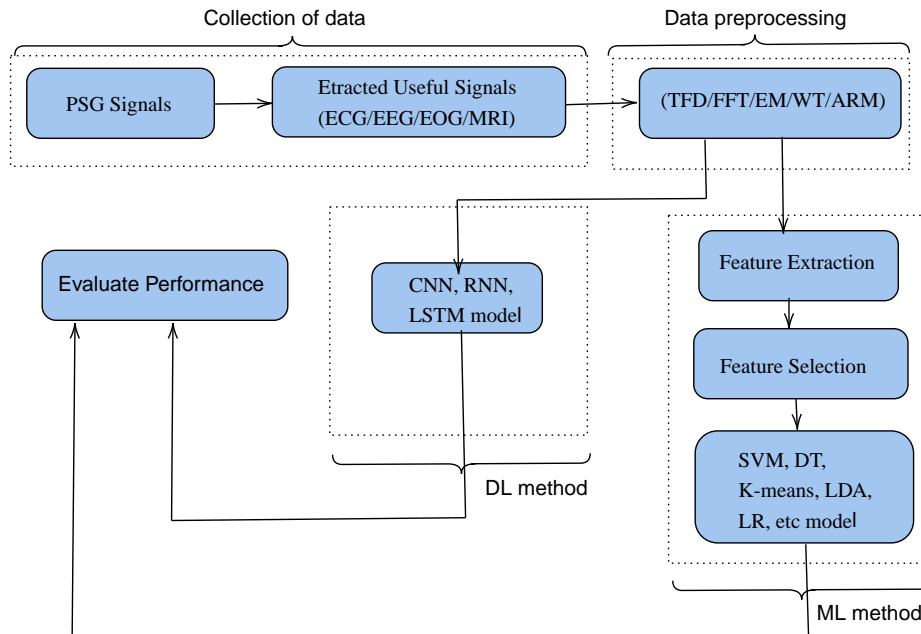 Collection of data
Data preprocessing
PSG Signals
Etracted Useful Signals
(ECG/EEG/EOG/MRI)
(TFD/FFT/EM/WT/ARM)
Evaluate Performance
CNN, RNN,
LSTM model
Feature Extraction
Feature Selection
SVM, DT,
K-means, LDA,
LR, etc model
DL method
ML method